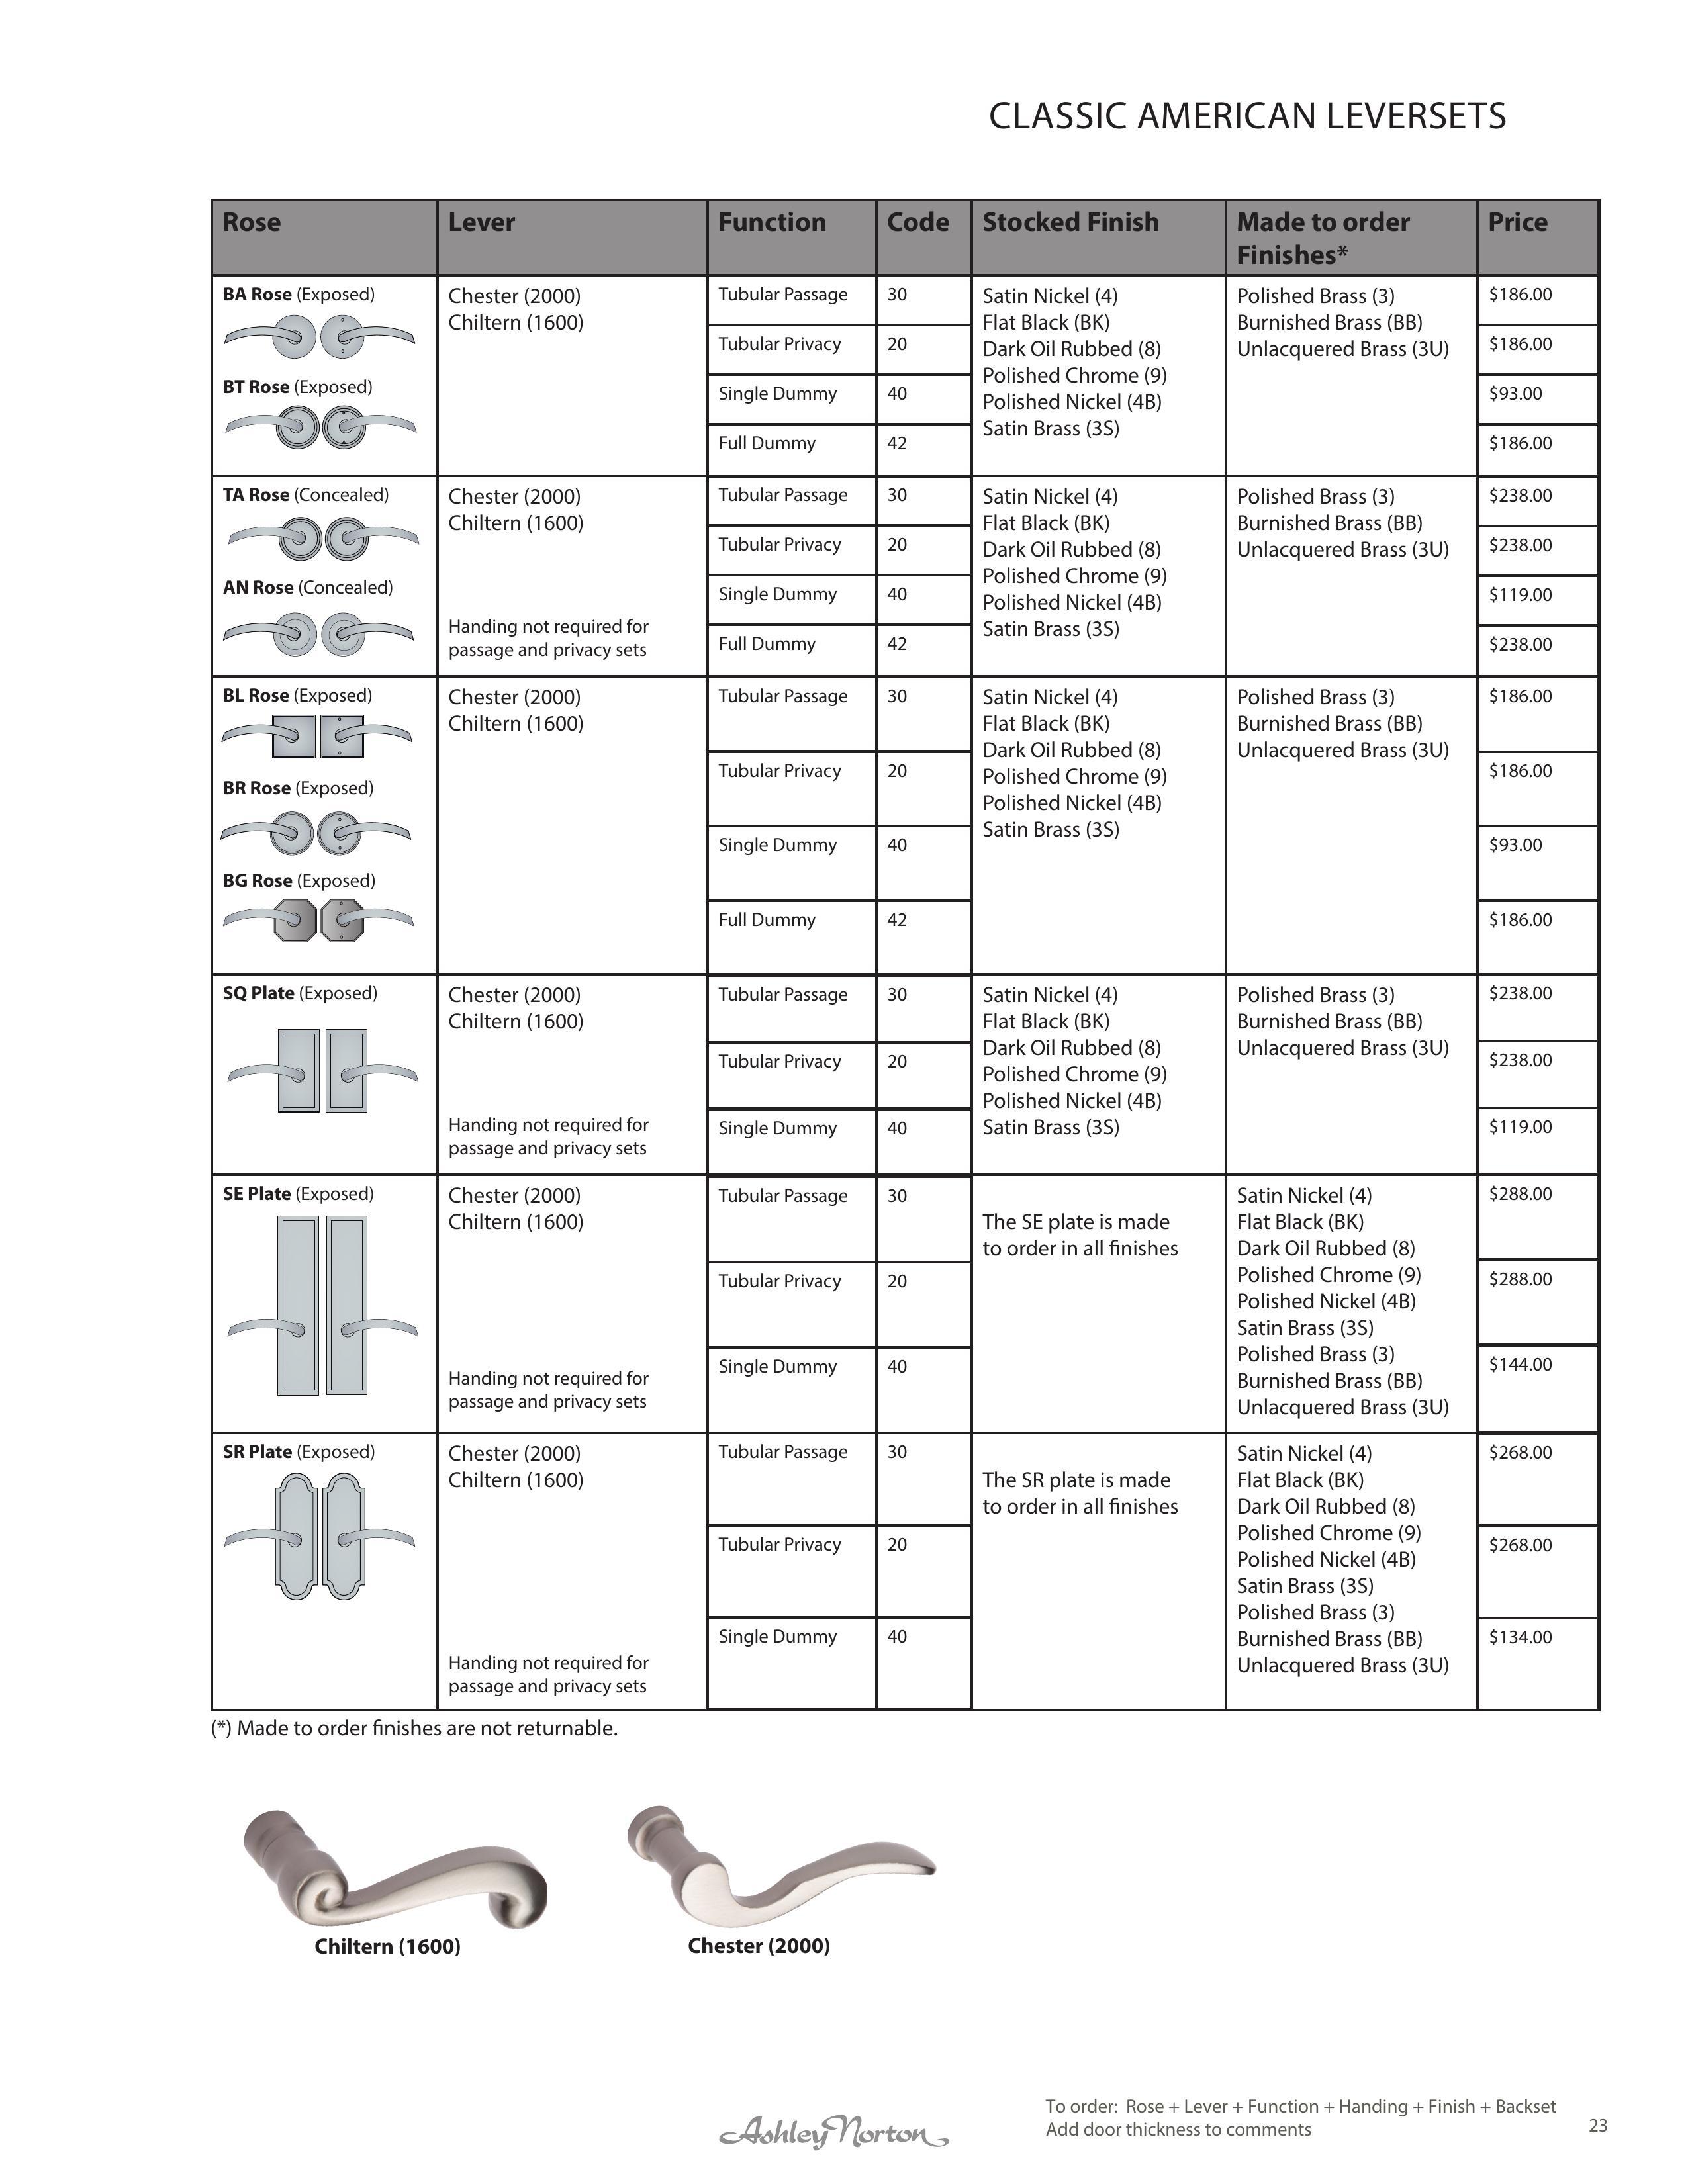 CLASSIC AMERICAN LEVERSETS
Rose Lever Function Code Stocked Finish Made to order Finishes* Price
BA Rose (Exposed)
BT Rose (Exposed)
Chester (2000)
Chiltern (1600)
Tubular Passage 30
Tubular Privacy 20
Single Dummy 40
Full Dummy 42
Satin Nickel (4)
Flat Black (BK)
Dark Oil Rubbed (8)
Polished Chrome (9)
Polished Nickel (4B)
Satin Brass (3S)
Polished Brass (3)
Burnished Brass (BB)
Unlacquered Brass (3U)
$186.00
$186.00
$93.00
$186.00
TA Rose (Concealed)
AN Rose (Concealed)
Chester (2000)
Chiltern (1600)
Handing not required for
passage and privacy sets
Tubular Passage 30
Tubular Privacy 20
Single Dummy 40
Full Dummy 42
Satin Nickel (4)
Flat Black (BK)
Dark Oil Rubbed (8)
Polished Chrome (9)
Polished Nickel (4B)
Satin Brass (3S)
Polished Brass (3)
Burnished Brass (BB)
Unlacquered Brass (3U)
$238.00
$238.00
$119.00
$238.00
BL Rose (Exposed)
BR Rose (Exposed)
BG Rose (Exposed)
Chester (2000)
Chiltern (1600)
Tubular Passage 30
Tubular Privacy 20
Single Dummy 40
Full Dummy 42
Satin Nickel (4)
Flat Black (BK)
Dark Oil Rubbed (8)
Polished Chrome (9)
Polished Nickel (4B)
Satin Brass (3S)
Polished Brass (3)
Burnished Brass (BB)
Unlacquered Brass (3U)
$186.00
$186.00
$93.00
$186.00
SQ Plate (Exposed)
Chester (2000)
Chiltern (1600)
Handing not required for
passage and privacy sets
Tubular Passage 30
Tubular Privacy 20
Single Dummy 40
Satin Nickel (4)
Flat Black (BK)
Dark Oil Rubbed (8)
Polished Chrome (9)
Polished Nickel (4B)
Satin Brass (3S)
Polished Brass (3)
Burnished Brass (BB)
Unlacquered Brass (3U)
$238.00
$238.00
$119.00
SE Plate (Exposed)
Chester (2000)
Chiltern (1600)
Handing not required for
passage and privacy sets
Tubular Passage 30
Tubular Privacy 20
Single Dummy 40
The SE plate is made
to order in all finishes
Satin Nickel (4)
Flat Black (BK)
Dark Oil Rubbed (8)
Polished Chrome (9)
Polished Nickel (4B)
Satin Brass (3S)
Polished Brass (3)
Burnished Brass (BB)
Unlacquered Brass (3U)
$288.00
$288.00
$144.00
SR Plate (Exposed)
Chester (2000)
Chiltern (1600)
Handing not required for
passage and privacy sets
Tubular Passage 30
Tubular Privacy 20
Single Dummy 40
The SR plate is made
to order in all finishes
Satin Nickel (4)
Flat Black (BK)
Dark Oil Rubbed (8)
Polished Chrome (9)
Polished Nickel (4B)
Satin Brass (3S)
Polished Brass (3)
Burnished Brass (BB)
Unlacquered Brass (3U)
$268.00
$268.00
$134.00
(*) Made to order finishes are not returnable.
Chiltern (1600)
Chester (2000)
Ashley Norton
To order: Rose + Lever + Function + Handing + Finish + Backset
Add door thickness to comments
23